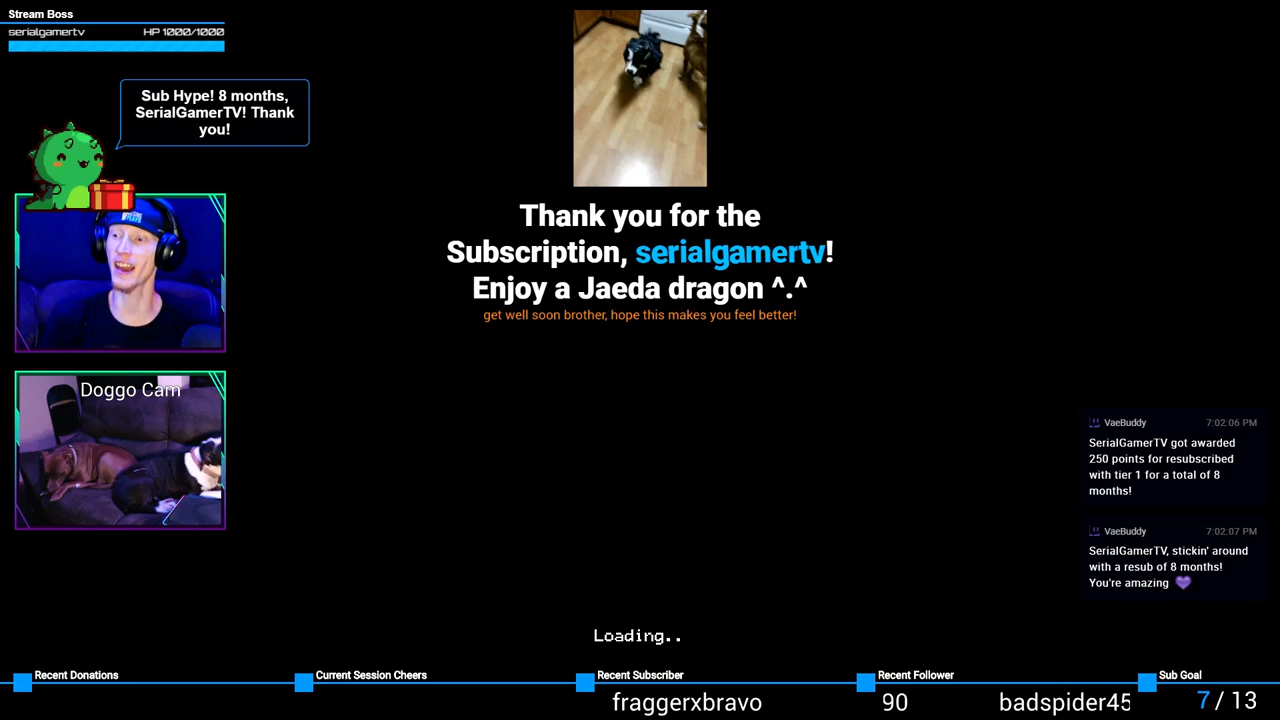 Stream Boss
serialgamertv HP 1000/1000
Sub Hype! 8 months,
SerialGamerTV! Thank
you!
Thank you for the
Subscription, serialgamertv!
Enjoy a Jaeda dragon ^.^
get well soon brother, hope this makes you feel better!
Doggo Cam
VaeBuddy 7:02:06 PM
SerialGamerTV got awarded
250 points for resubscribed
with tier 1 for a total of 8
months!
VaeBuddy 7:02:07 PM
SerialGamerTV, stickin' around
with a resub of 8 months!
You're amazing 💜
Loading..
Recent Donations
Current Session Cheers
Recent Subscriber
fraggerxbravo
Recent Follower
90 badspider45
Sub Goal
7 / 13